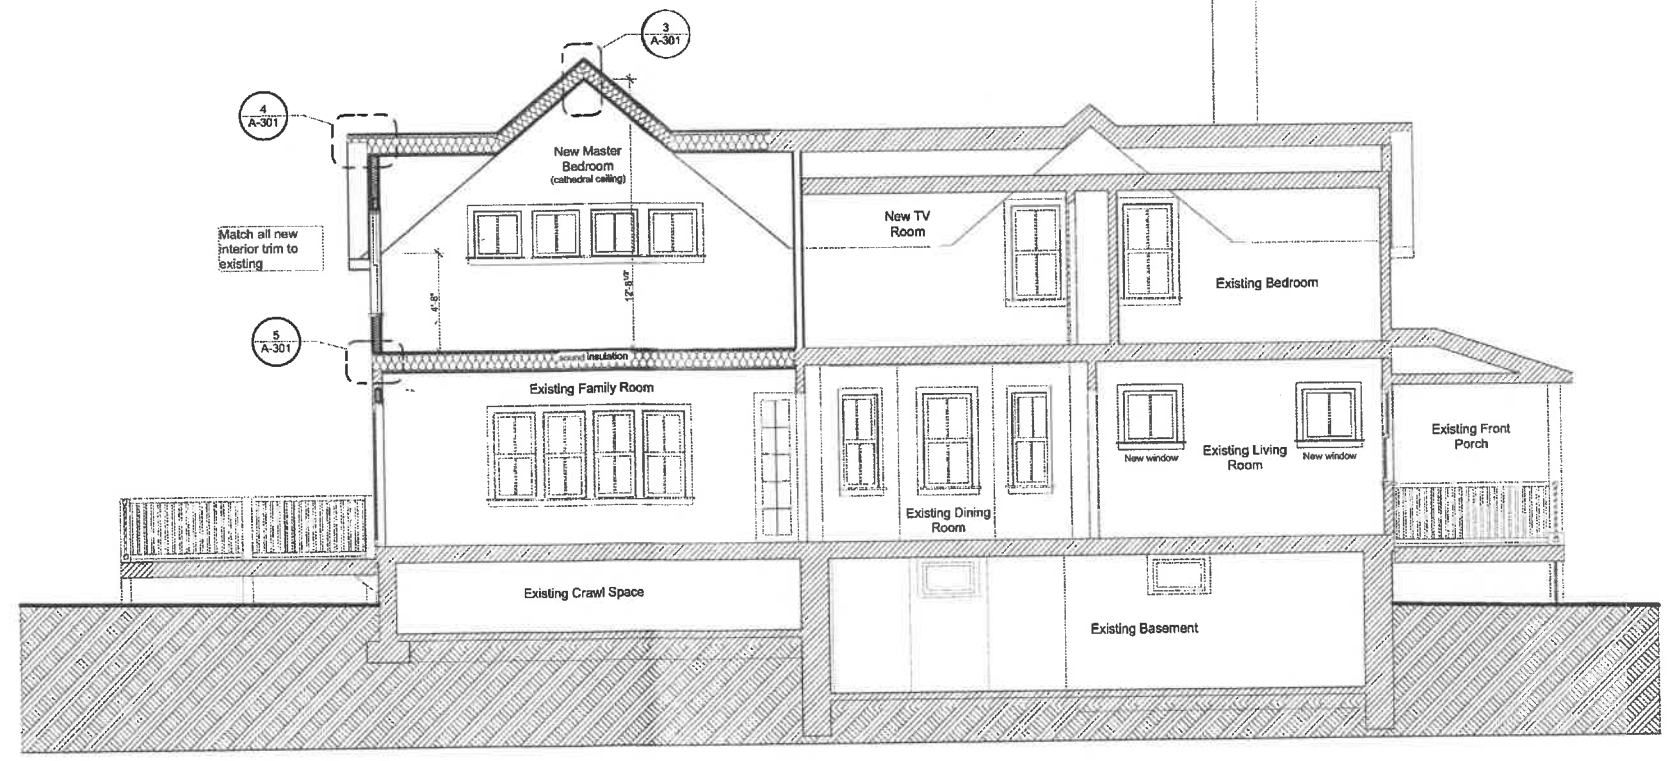 3
A-301
4
A-301
New Master
Bedroom
(cathedral ceiling)
New TV
Room
Match all new
interior trim to
existing
Existing Bedroom
4'-8"
12'-8½"
5
A-301
sound insulation
Existing Family Room
Existing Front
Porch
Existing Living
Room
New window
New window
Existing Dining
Room
Existing Crawl Space
Existing Basement